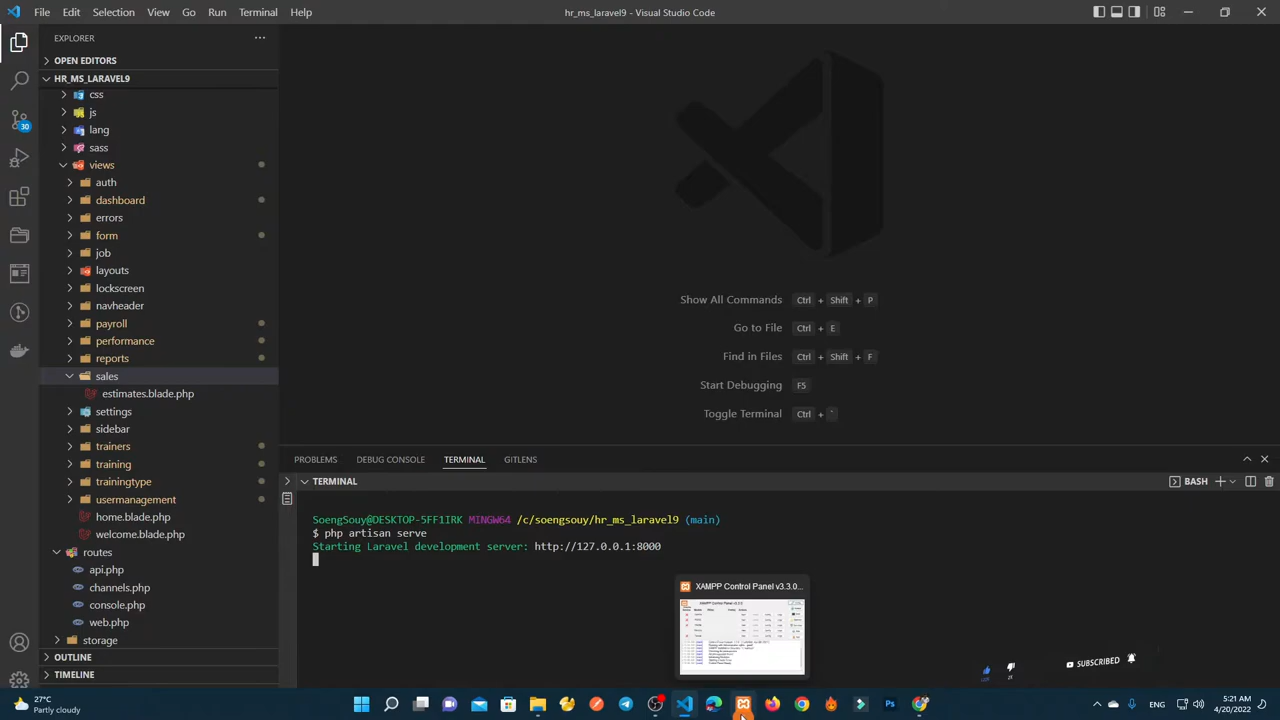 File Edit Selection View Go Run Terminal Help
hr_ms_laravel9 - Visual Studio Code
EXPLORER
OPEN EDITORS
HR_MS_LARAVEL9
css
js
lang
sass
views
auth
dashboard
errors
form
job
layouts
lockscreen
navheader
payroll
performance
reports
sales
estimates.blade.php
settings
sidebar
trainers
training
trainingtype
usermanagement
home.blade.php
welcome.blade.php
routes
api.php
channels.php
console.php
web.php
storage
OUTLINE
TIMELINE
30
Show All Commands Ctrl + Shift + P
Go to File Ctrl + E
Find in Files Ctrl + Shift + F
Start Debugging F5
Toggle Terminal Ctrl + `
PROBLEMS DEBUG CONSOLE TERMINAL GITLENS
TERMINAL
BASH
SoengSouy@DESKTOP-5FF1IRK MINGW64 /c/soengsouy/hr_ms_laravel9 (main)
$ php artisan serve
Starting Laravel development server: http://127.0.0.1:8000
XAMPP Control Panel v3.3.0...
SUBSCRIBED
27°C
Partly cloudy
ENG
5:21 AM
4/20/2022